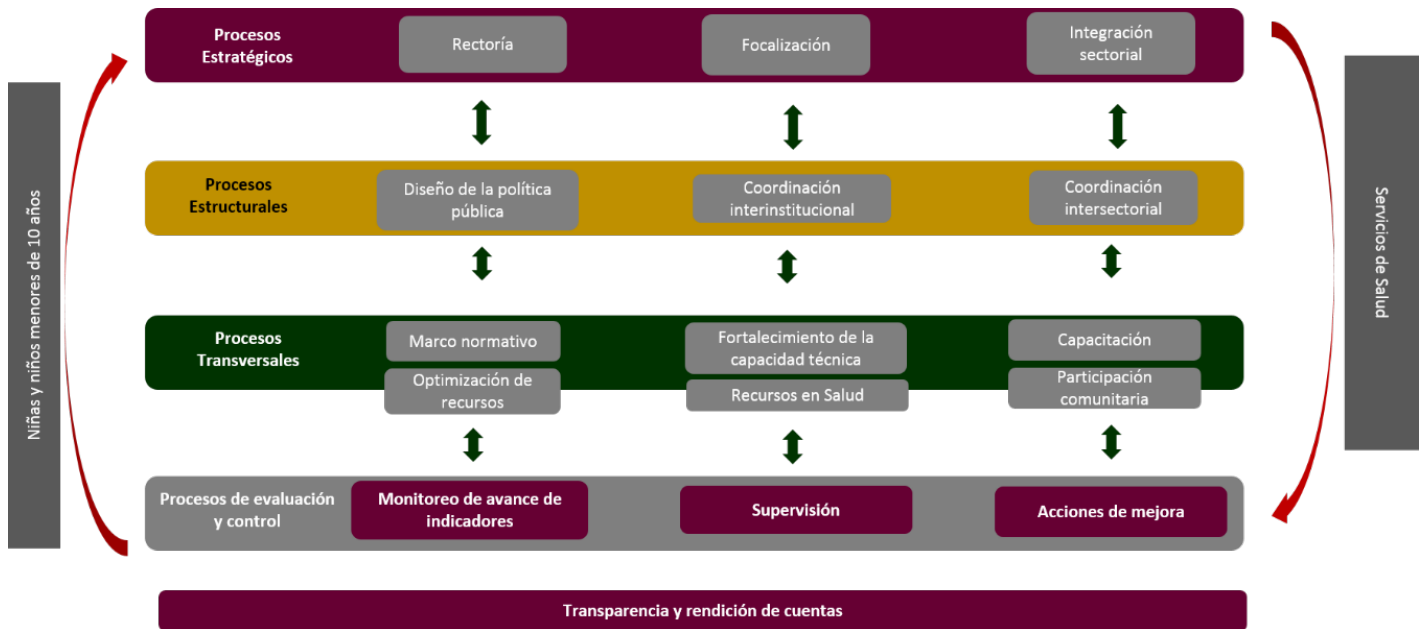 Procesos
Estratégicos
Rectoría
Focalización
Integración
sectorial
Procesos
Estructurales
Diseño de la política
pública
Coordinación
interinstitucional
Coordinación
intersectorial
Procesos
Transversales
Marco normativo
Fortalecimiento de la
capacidad técnica
Capacitación
Optimización de
recursos
Recursos en Salud
Participación
comunitaria
Procesos de evaluación
y control
Monitoreo de avance de
indicadores
Supervisión
Acciones de mejora
Transparencia y rendición de cuentas
Niñas y niños menores de 10 años
Servicios de Salud